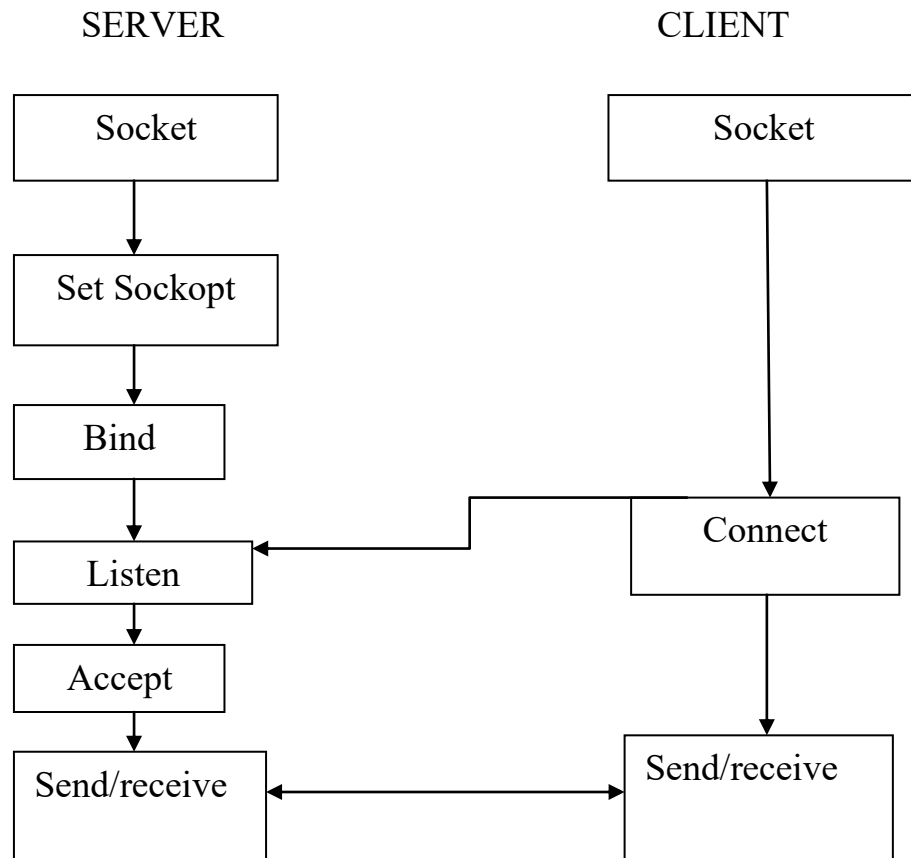 SERVER
CLIENT
Socket
Socket
Set Sockopt
Bind
Listen
Connect
Accept
Send/receive
Send/receive